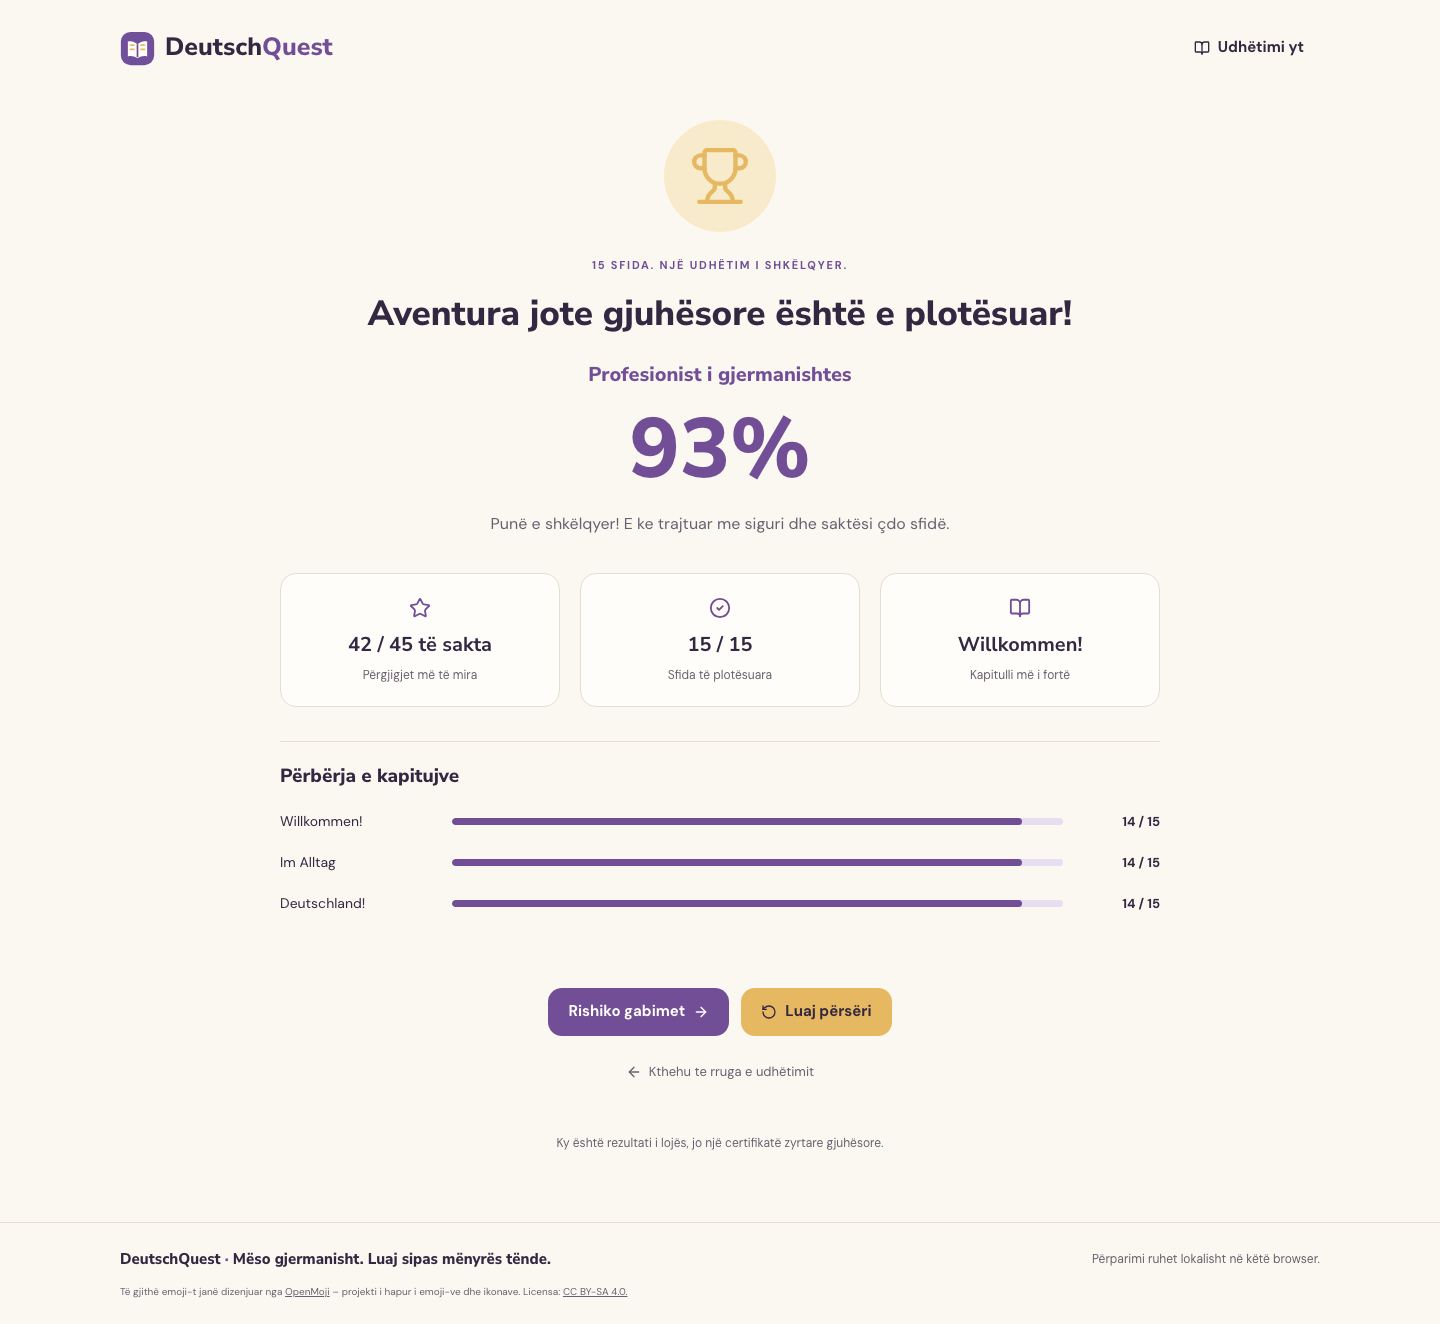 DeutschQuest
Udhëtimi yt
15 SFIDA. NJË UDHËTIM I SHKËLQYER.
Aventura jote gjuhësore është e plotësuar!
Profesionist i gjermanishtes
93%
Punë e shkëlqyer! E ke trajtuar me siguri dhe saktësi çdo sfidë.
42 / 45 të sakta
Përgjigjet më të mira
15 / 15
Sfida të plotësuara
Willkommen!
Kapitulli më i fortë
Përbërja e kapitujve
Willkommen! 14 / 15
Im Alltag 14 / 15
Deutschland! 14 / 15
Rishiko gabimet
Luaj përsëri
Kthehu te rruga e udhëtimit
Ky është rezultati i lojës, jo një certifikatë zyrtare gjuhësore.
DeutschQuest · Mëso gjermanisht. Luaj sipas mënyrës tënde.
Përparimi ruhet lokalisht në këtë browser.
Të gjithë emoji-t janë dizenjuar nga OpenMoji – projekti i hapur i emoji-ve dhe ikonave. Licensa: CC BY-SA 4.0.